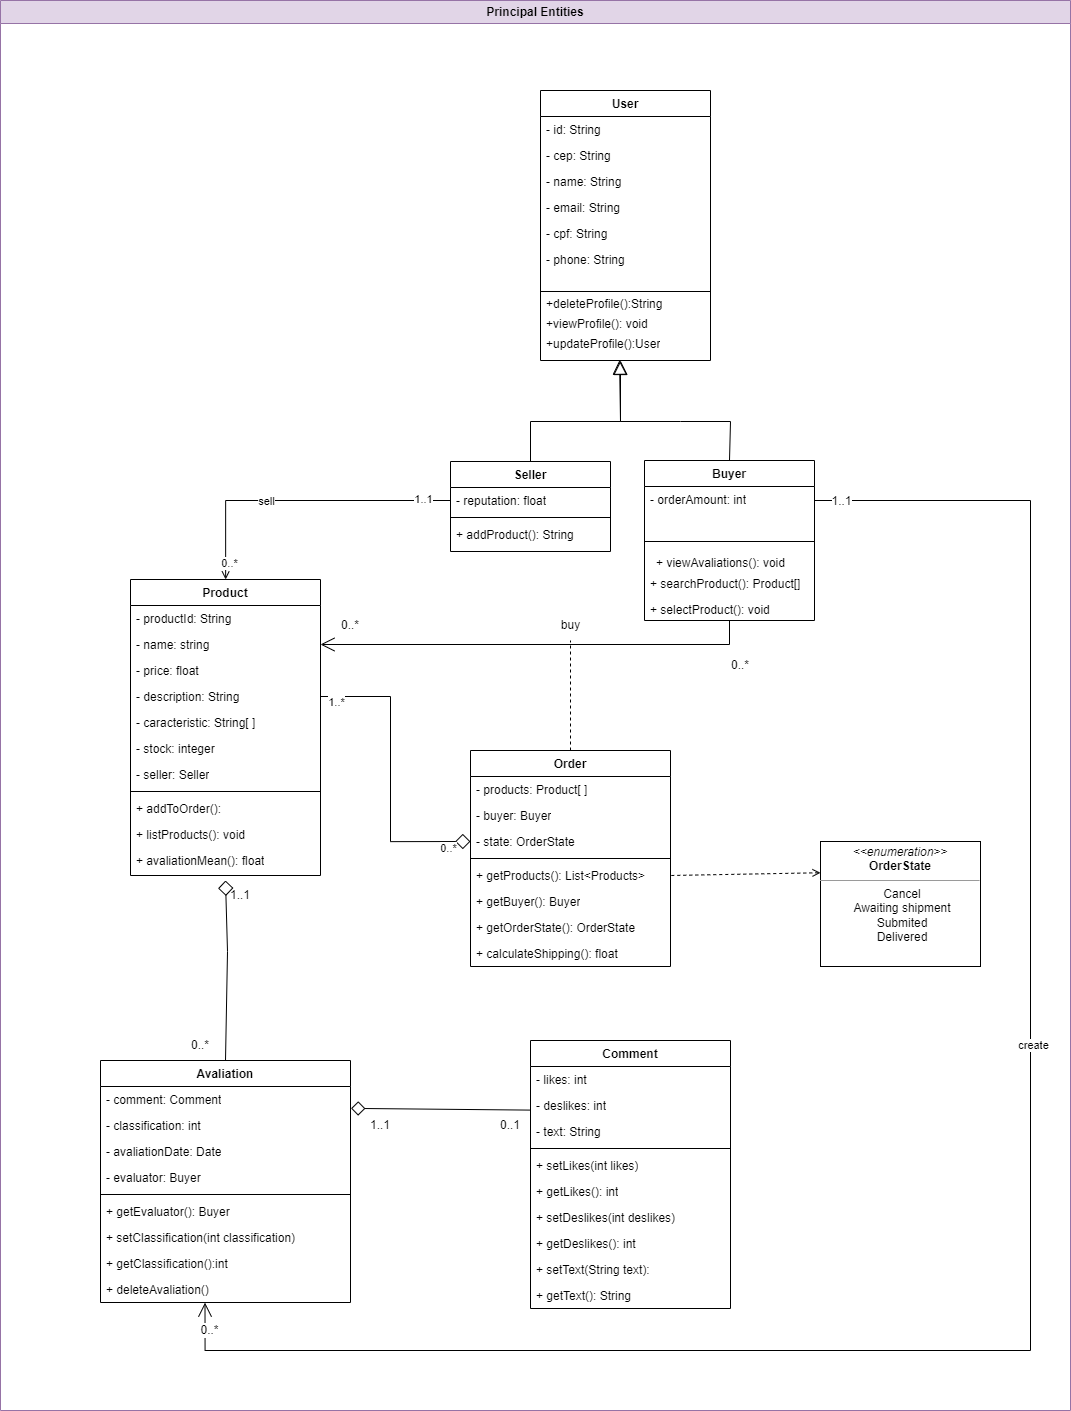 Principal Entities
User
- id: String
- cep: String
- name: String
- email: String
- cpf: String
- phone: String
+deleteProfile():String
+viewProfile(): void
+updateProfile():User
Seller
- reputation: float
+ addProduct(): String
Buyer
- orderAmount: int
+ viewAvaliations(): void
+ searchProduct(): Product[]
+ selectProduct(): void
1..1
sell
0..*
1..1
Product
- productId: String
- name: string
- price: float
- description: String
- caracteristic: String[ ]
- stock: integer
- seller: Seller
+ addToOrder():
+ listProducts(): void
+ avaliationMean(): float
0..*
buy
0..*
1..*
0..*
Order
- products: Product[ ]
- buyer: Buyer
- state: OrderState
+ getProducts(): List<Products>
+ getBuyer(): Buyer
+ getOrderState(): OrderState
+ calculateShipping(): float
<<enumeration>>
OrderState
Cancel
Awaiting shipment
Submited
Delivered
1..1
0..*
create
Avaliation
- comment: Comment
- classification: int
- avaliationDate: Date
- evaluator: Buyer
+ getEvaluator(): Buyer
+ setClassification(int classification)
+ getClassification():int
+ deleteAvaliation()
1..1
0..1
Comment
- likes: int
- deslikes: int
- text: String
+ setLikes(int likes)
+ getLikes(): int
+ setDeslikes(int deslikes)
+ getDeslikes(): int
+ setText(String text):
+ getText(): String
0..*